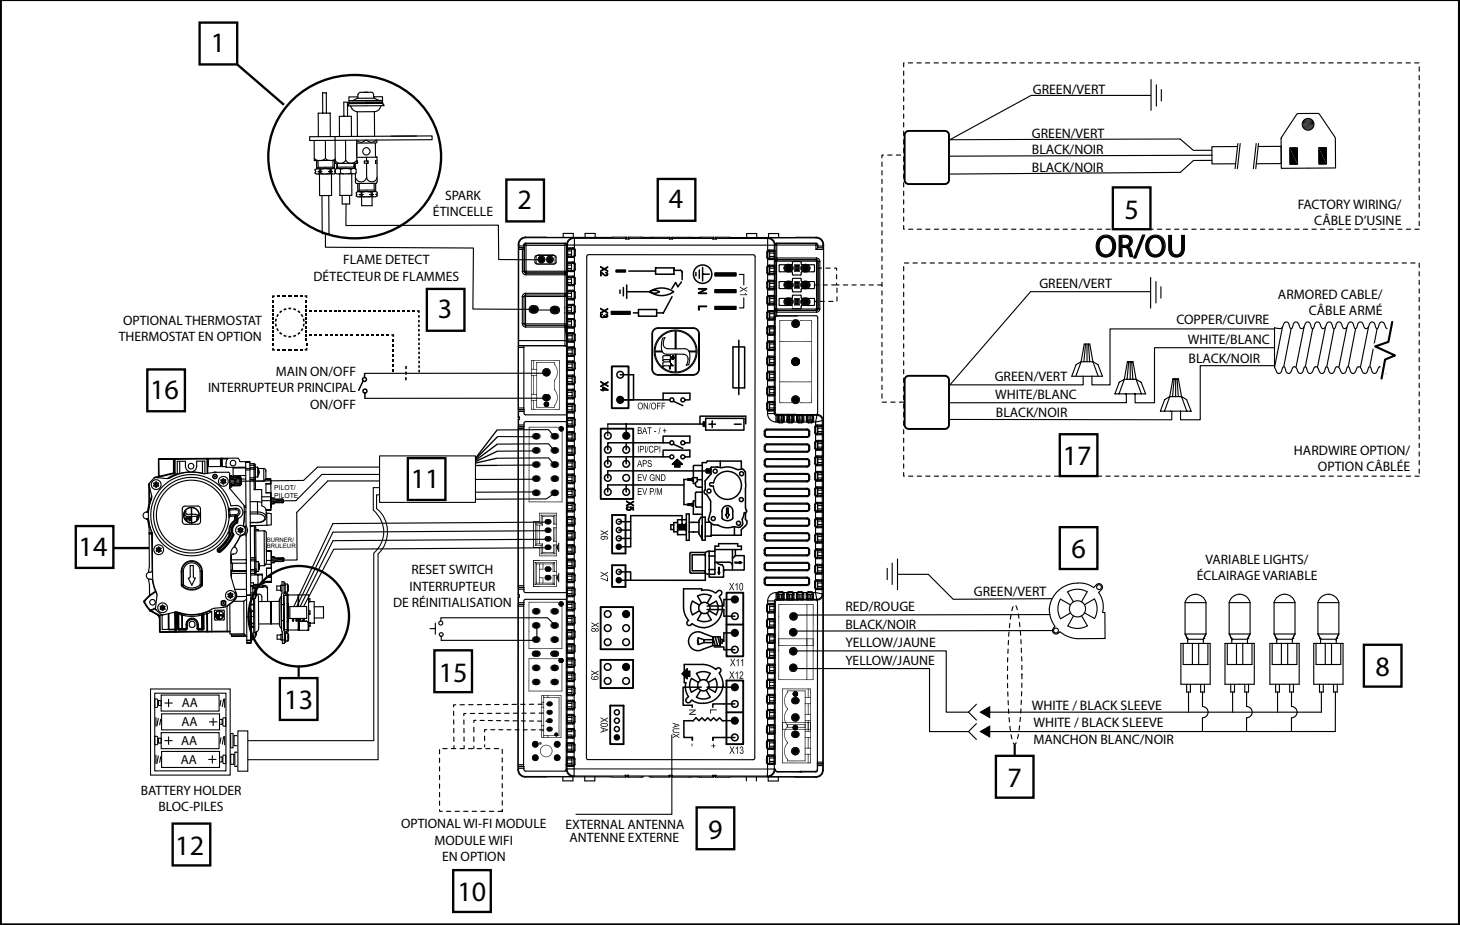 1
SPARK
ÉTINCELLE
2
FLAME DETECT
DÉTECTEUR DE FLAMMES
3
4
GREEN/VERT
GREEN/VERT
BLACK/NOIR
BLACK/NOIR
5
FACTORY WIRING/
CÂBLE D'USINE
OR/OU
GREEN/VERT
ARMORED CABLE/
CÂBLE ARMÉ
COPPER/CUIVRE
WHITE/BLANC
BLACK/NOIR
GREEN/VERT
WHITE/BLANC
BLACK/NOIR
17
HARDWIRE OPTION/
OPTION CÂBLÉE
OPTIONAL THERMOSTAT
THERMOSTAT EN OPTION
16
MAIN ON/OFF
INTERRUPTEUR PRINCIPAL
ON/OFF
X2
X3
N
L
X1
X4
ON/OFF
BAT - / +
IPI/CPI
APS
EV GND
EV P/M
X5
+ -
X6
X7
X8
X9
X0A
X10
X11
X12
N
L
AUX
- +
X13
11
PILOT/
PILOTE
BURNER/
BRULEUR
14
13
RESET SWITCH
INTERRUPTEUR
DE RÉINITIALISATION
15
+ AA
AA +
+ AA
AA +
BATTERY HOLDER
BLOC-PILES
12
OPTIONAL WI-FI MODULE
MODULE WIFI
EN OPTION
10
EXTERNAL ANTENNA
ANTENNE EXTERNE
9
GREEN/VERT
RED/ROUGE
BLACK/NOIR
YELLOW/JAUNE
YELLOW/JAUNE
6
VARIABLE LIGHTS/
ÉCLAIRAGE VARIABLE
8
WHITE / BLACK SLEEVE
WHITE / BLACK SLEEVE
MANCHON BLANC/NOIR
7